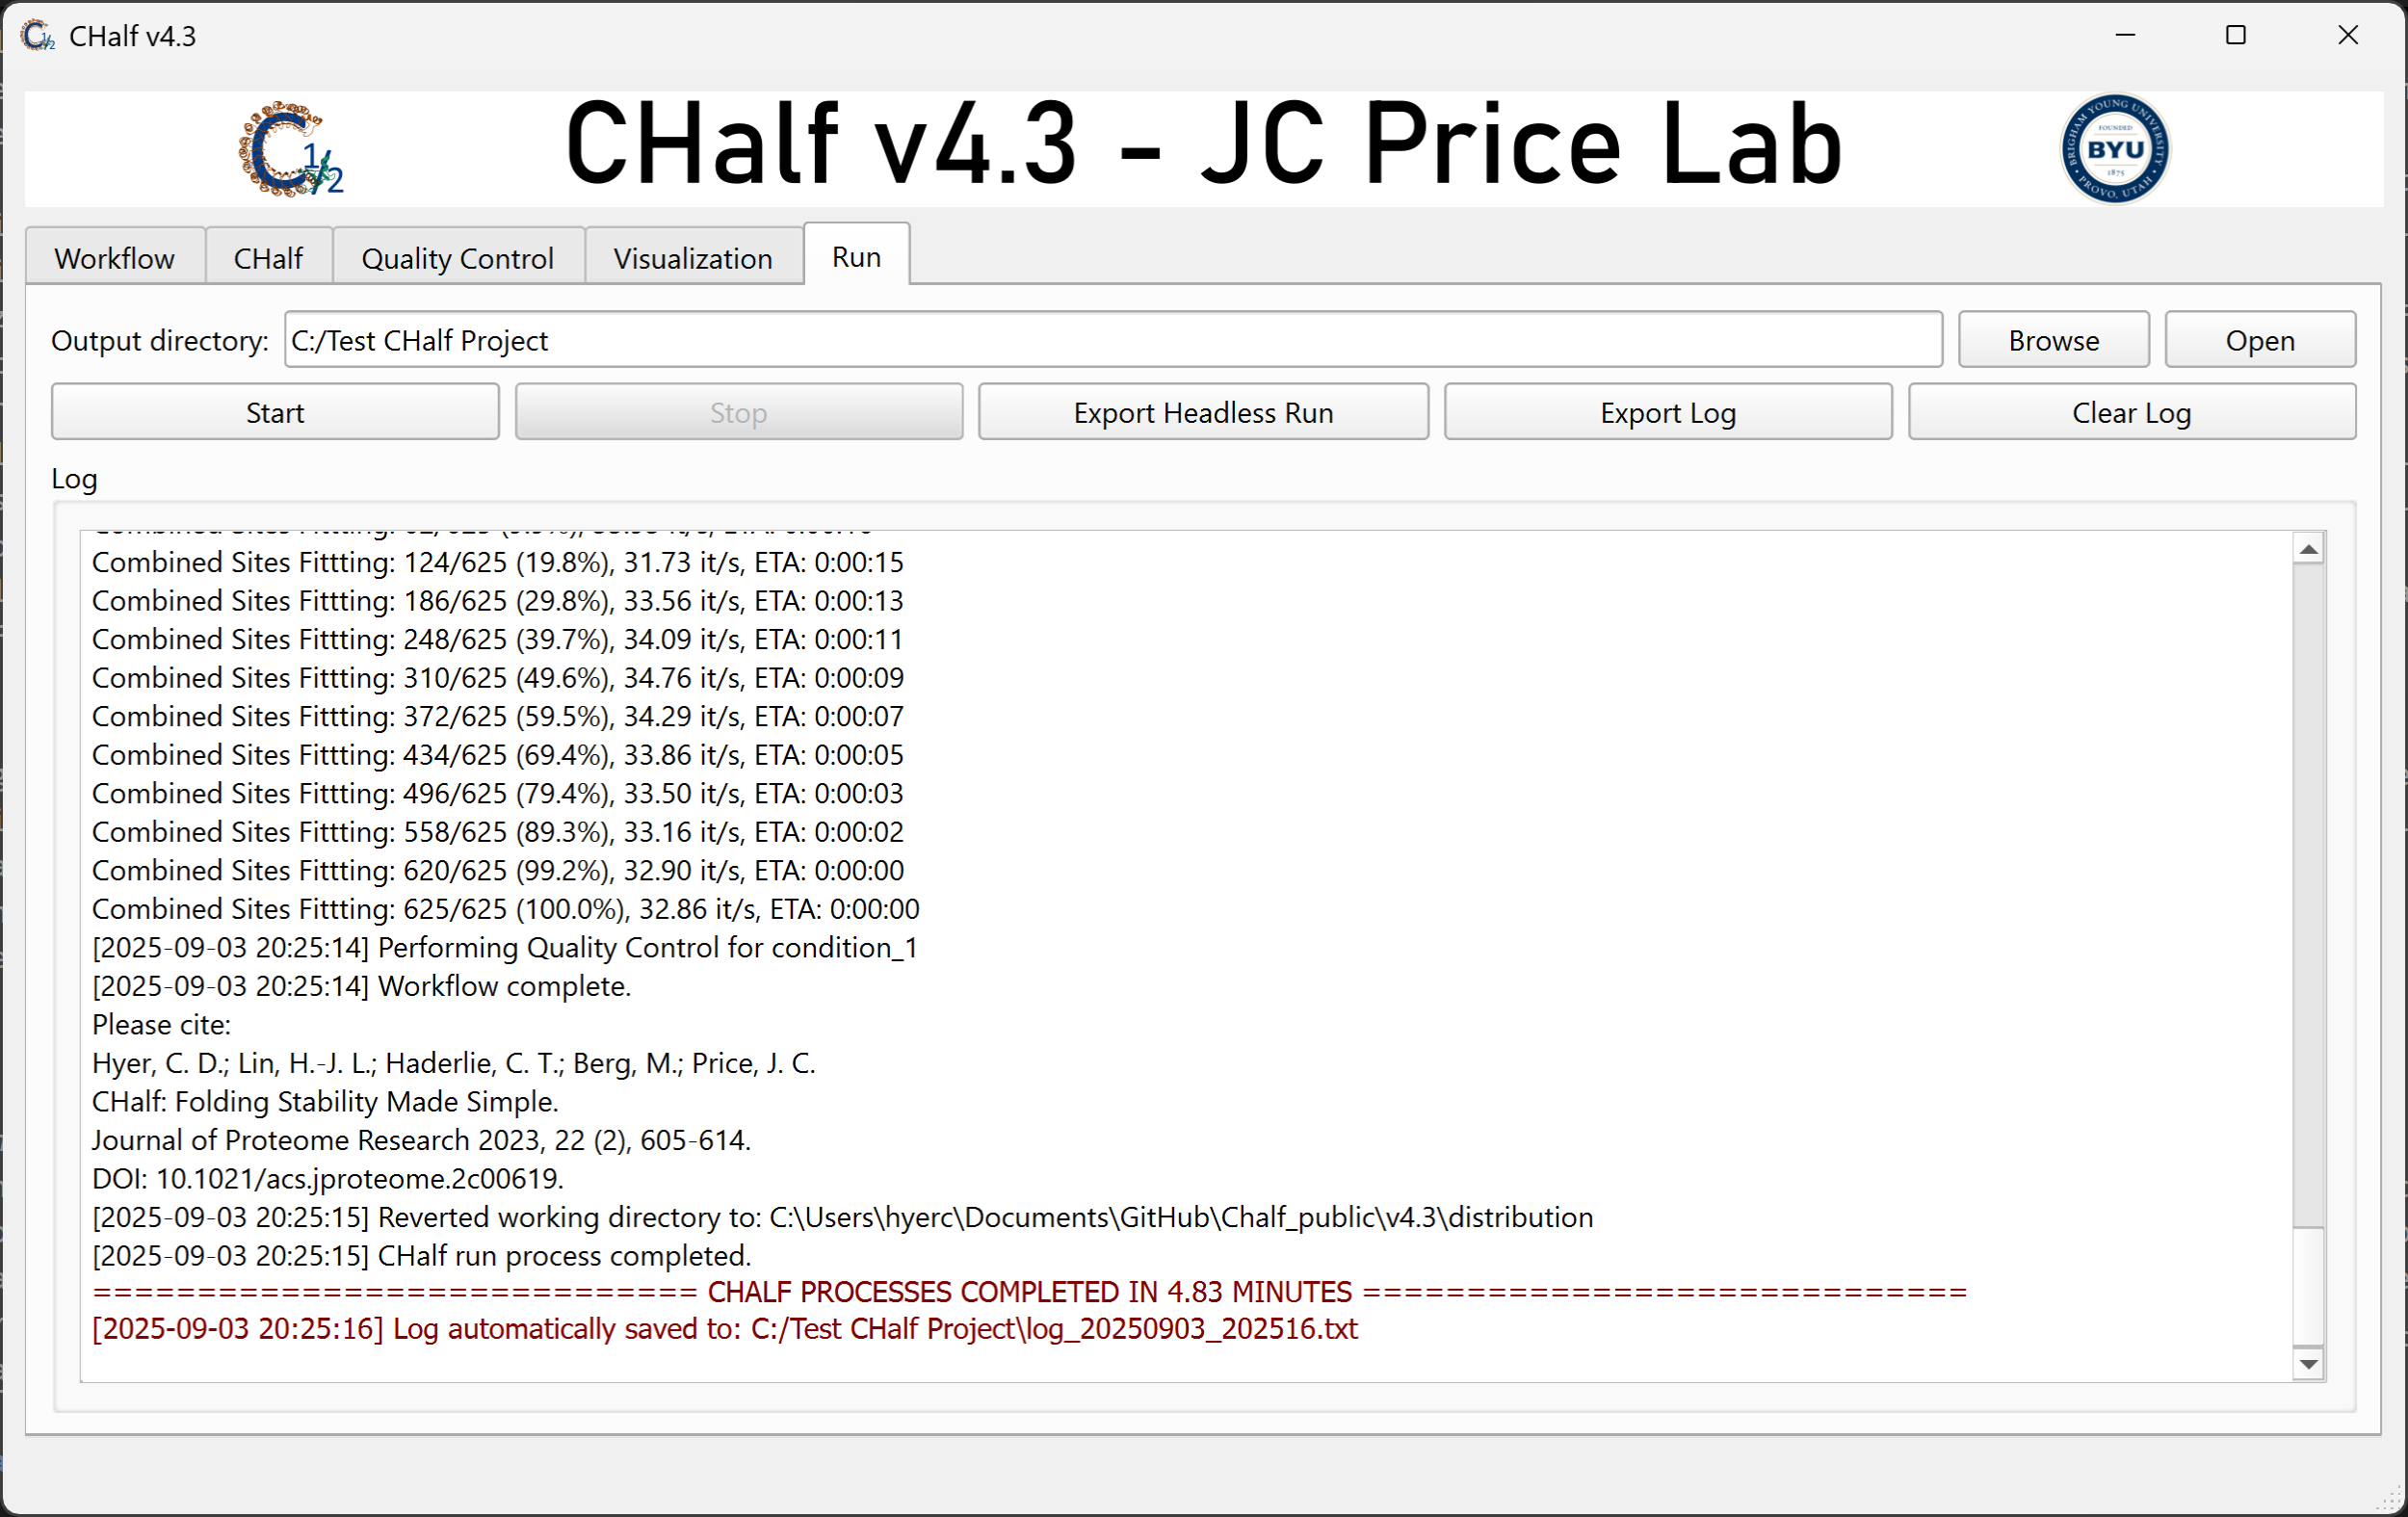 CHalf v4.3
C 1/2
CHalf v4.3 - JC Price Lab
BRIGHAM YOUNG UNIVERSITY
FOUNDED
BYU
1875
PROVO, UTAH
Workflow
CHalf
Quality Control
Visualization
Run
Output directory:
C:/Test CHalf Project
Browse
Open
Start
Stop
Export Headless Run
Export Log
Clear Log
Log
Combined Sites Fittting: 124/625 (19.8%), 31.73 it/s, ETA: 0:00:15
Combined Sites Fittting: 186/625 (29.8%), 33.56 it/s, ETA: 0:00:13
Combined Sites Fittting: 248/625 (39.7%), 34.09 it/s, ETA: 0:00:11
Combined Sites Fittting: 310/625 (49.6%), 34.76 it/s, ETA: 0:00:09
Combined Sites Fittting: 372/625 (59.5%), 34.29 it/s, ETA: 0:00:07
Combined Sites Fittting: 434/625 (69.4%), 33.86 it/s, ETA: 0:00:05
Combined Sites Fittting: 496/625 (79.4%), 33.50 it/s, ETA: 0:00:03
Combined Sites Fittting: 558/625 (89.3%), 33.16 it/s, ETA: 0:00:02
Combined Sites Fittting: 620/625 (99.2%), 32.90 it/s, ETA: 0:00:00
Combined Sites Fittting: 625/625 (100.0%), 32.86 it/s, ETA: 0:00:00
[2025-09-03 20:25:14] Performing Quality Control for condition_1
[2025-09-03 20:25:14] Workflow complete.
Please cite:
Hyer, C. D.; Lin, H.-J. L.; Haderlie, C. T.; Berg, M.; Price, J. C.
CHalf: Folding Stability Made Simple.
Journal of Proteome Research 2023, 22 (2), 605-614.
DOI: 10.1021/acs.jproteome.2c00619.
[2025-09-03 20:25:15] Reverted working directory to: C:\Users\hyerc\Documents\GitHub\Chalf_public\v4.3\distribution
[2025-09-03 20:25:15] CHalf run process completed.
============================= CHALF PROCESSES COMPLETED IN 4.83 MINUTES =============================
[2025-09-03 20:25:16] Log automatically saved to: C:/Test CHalf Project\log_20250903_202516.txt